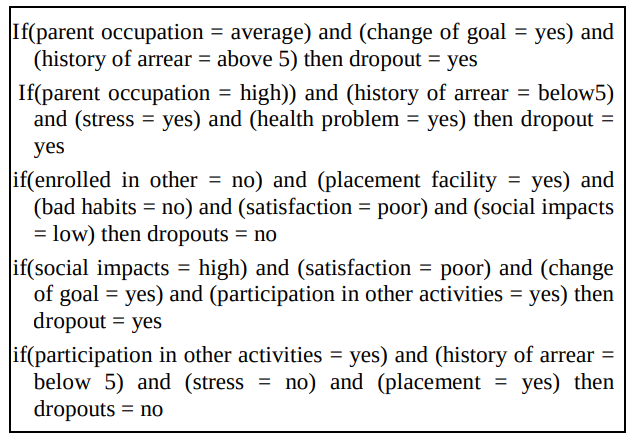 If(parent occupation = average) and (change of goal = yes) and
(history of arrear = above 5) then dropout = yes
If(parent occupation = high)) and (history of arrear = below5)
and (stress = yes) and (health problem = yes) then dropout =
yes
if(enrolled in other = no) and (placement facility = yes) and
(bad habits = no) and (satisfaction = poor) and (social impacts
= low) then dropouts = no
if(social impacts = high) and (satisfaction = poor) and (change
of goal = yes) and (participation in other activities = yes) then
dropout = yes
if(participation in other activities = yes) and (history of arrear =
below 5) and (stress = no) and (placement = yes) then
dropouts = no